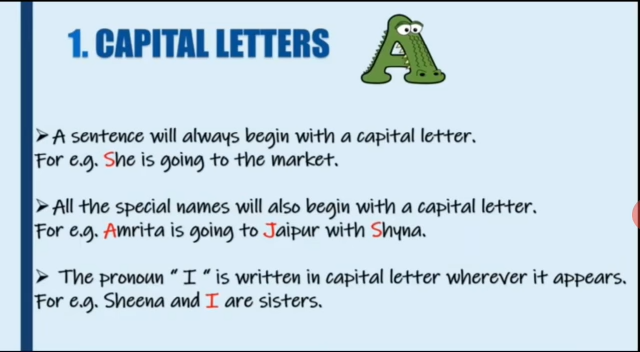 1. CAPITAL LETTERS
➢ A sentence will always begin with a capital letter.
For e.g. She is going to the market.
➢ All the special names will also begin with a capital letter.
For e.g. Amrita is going to Jaipur with Shyna.
➢ The pronoun “ I “ is written in capital letter wherever it appears.
For e.g. Sheena and I are sisters.